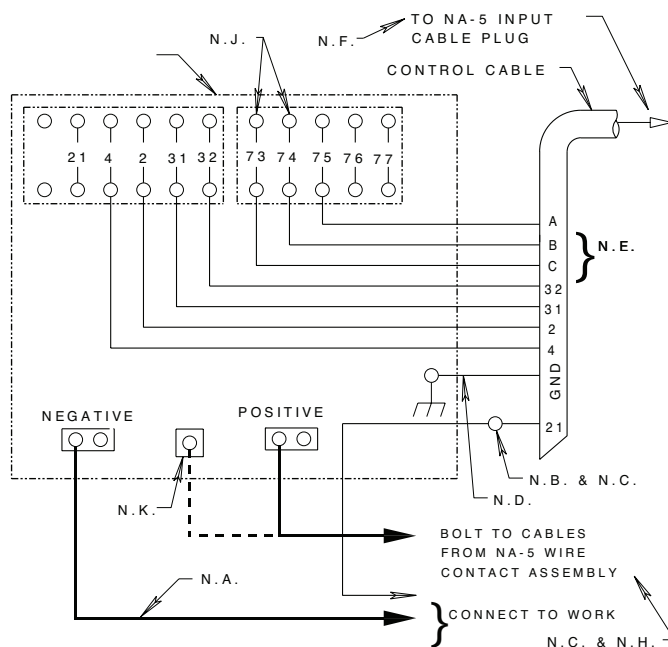 N.J.
N.F.
TO NA-5 INPUT
CABLE PLUG
CONTROL CABLE
21 4 2 31 32 73 74 75 76 77
A
B
C
N.E.
32
31
2
4
GND
21
NEGATIVE
POSITIVE
N.K.
N.B. & N.C.
N.D.
BOLT TO CABLES
FROM NA-5 WIRE
CONTACT ASSEMBLY
N.A.
CONNECT TO WORK
N.C. & N.H.